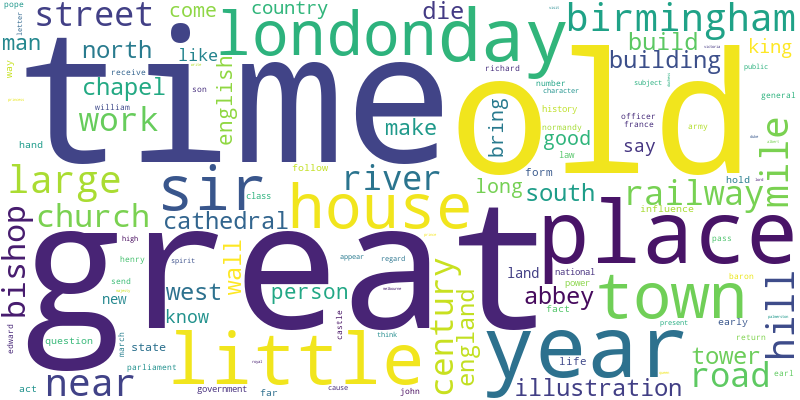 pope
street
come
country
die
birmingham
letter
london
day
build
king
man
north
like
building
way
receive
son
english
richard
number
character
subject
victoria
public
time
old
chapel
william
work
make
bring
history
normandy
good
law
officer
france
say
army
general
hand
mile
large
sir
follow
class
river
long
form
south
hold
railway
church
cathedral
house
influence
bishop
high
great
place
pass
henry
spirit
wall
appear
regard
land
national
power
baron
hill
send
new
west
person
melbourne
century
england
abbey
fact
town
know
castle
edward
question
march
state
think
year
early
present
return
tower
parliament
little
life
road
earl
act
near
government
far
cause
royal
john
illustration